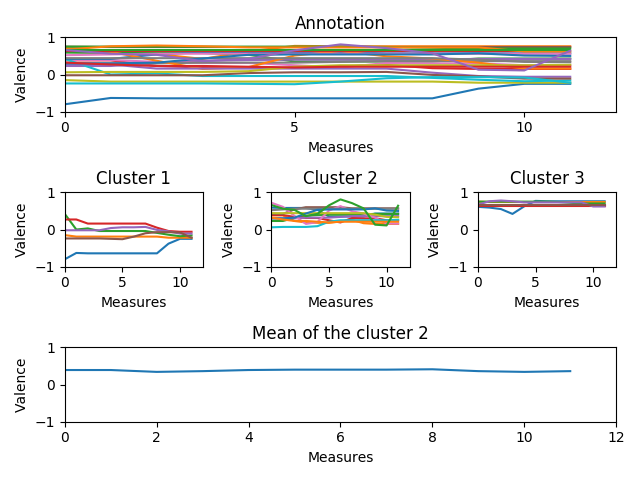 Annotation
Valence
1
0
−1
0 5 10
Measures
Cluster 1 Cluster 2 Cluster 3
Valence Valence Valence
1 1 1
0 0 0
−1 −1 −1
0 5 10 0 5 10 0 5 10
Measures Measures Measures
Mean of the cluster 2
Valence
1
0
−1
0 2 4 6 8 10 12
Measures